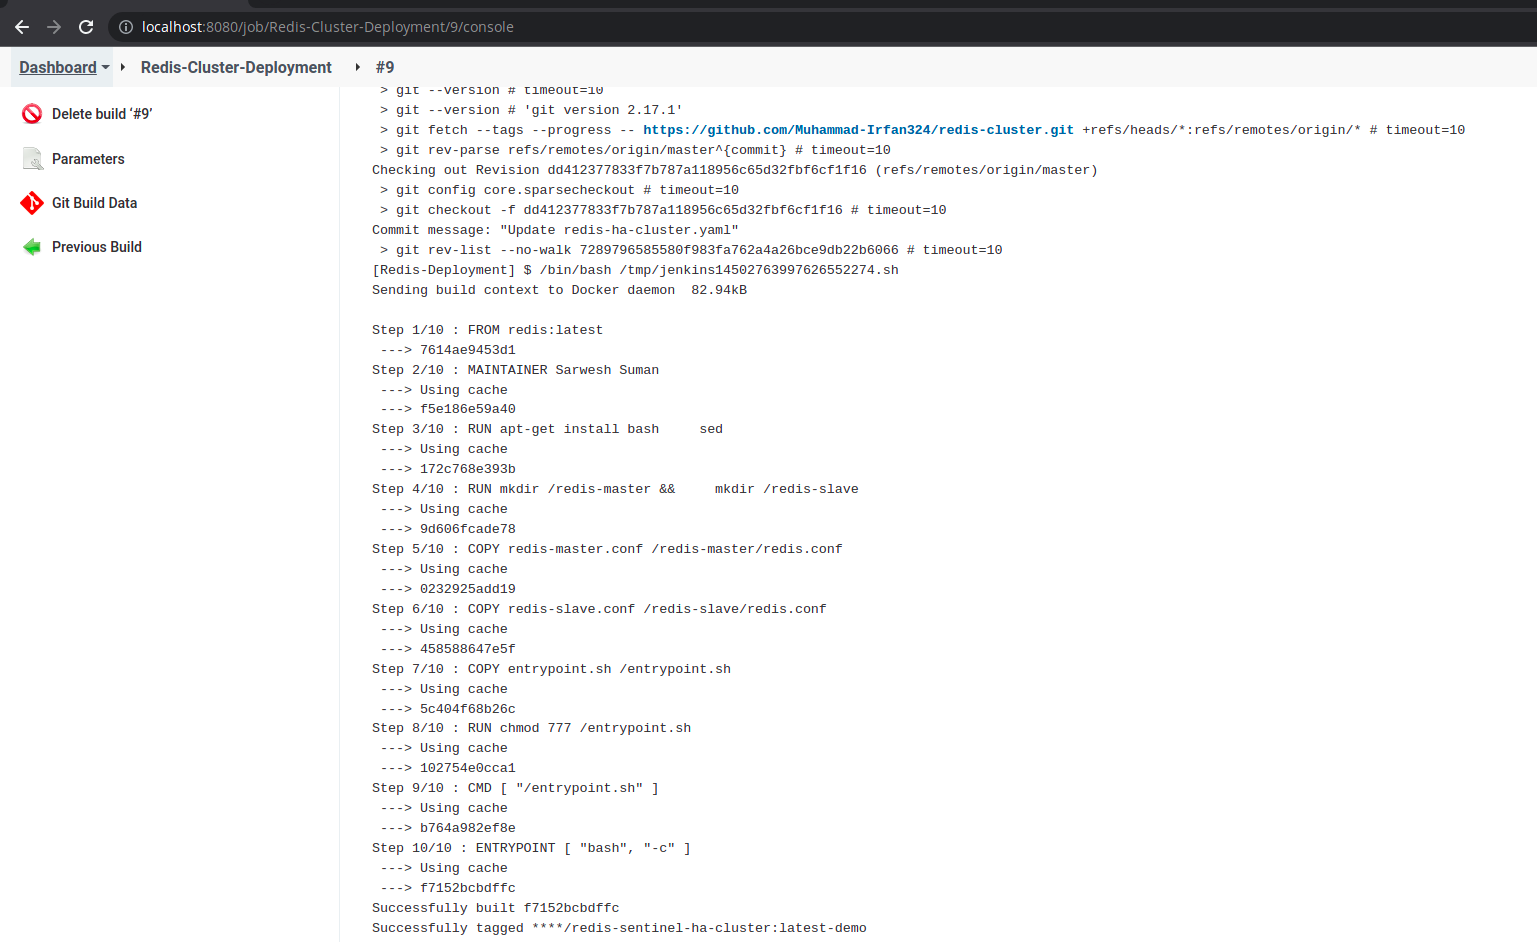 localhost:8080/job/Redis-Cluster-Deployment/9/console
Dashboard Redis-Cluster-Deployment #9
Delete build ‘#9’
Parameters
Git Build Data
Previous Build
> git --version # timeout=10
> git --version # 'git version 2.17.1'
> git fetch --tags --progress -- https://github.com/Muhammad-Irfan324/redis-cluster.git +refs/heads/*:refs/remotes/origin/* # timeout=10
> git rev-parse refs/remotes/origin/master^{commit} # timeout=10
Checking out Revision dd412377833f7b787a118956c65d32fbf6cf1f16 (refs/remotes/origin/master)
> git config core.sparsecheckout # timeout=10
> git checkout -f dd412377833f7b787a118956c65d32fbf6cf1f16 # timeout=10
Commit message: "Update redis-ha-cluster.yaml"
> git rev-list --no-walk 7289796585580f983fa762a4a26bce9db22b6066 # timeout=10
[Redis-Deployment] $ /bin/bash /tmp/jenkins14502763997626552274.sh
Sending build context to Docker daemon  82.94kB
Step 1/10 : FROM redis:latest
---> 7614ae9453d1
Step 2/10 : MAINTAINER Sarwesh Suman
---> Using cache
---> f5e186e59a40
Step 3/10 : RUN apt-get install bash     sed
---> Using cache
---> 172c768e393b
Step 4/10 : RUN mkdir /redis-master &&     mkdir /redis-slave
---> Using cache
---> 9d606fcade78
Step 5/10 : COPY redis-master.conf /redis-master/redis.conf
---> Using cache
---> 0232925add19
Step 6/10 : COPY redis-slave.conf /redis-slave/redis.conf
---> Using cache
---> 458588647e5f
Step 7/10 : COPY entrypoint.sh /entrypoint.sh
---> Using cache
---> 5c404f68b26c
Step 8/10 : RUN chmod 777 /entrypoint.sh
---> Using cache
---> 102754e0cca1
Step 9/10 : CMD [ "/entrypoint.sh" ]
---> Using cache
---> b764a982ef8e
Step 10/10 : ENTRYPOINT [ "bash", "-c" ]
---> Using cache
---> f7152bcbdffc
Successfully built f7152bcbdffc
Successfully tagged ****/redis-sentinel-ha-cluster:latest-demo